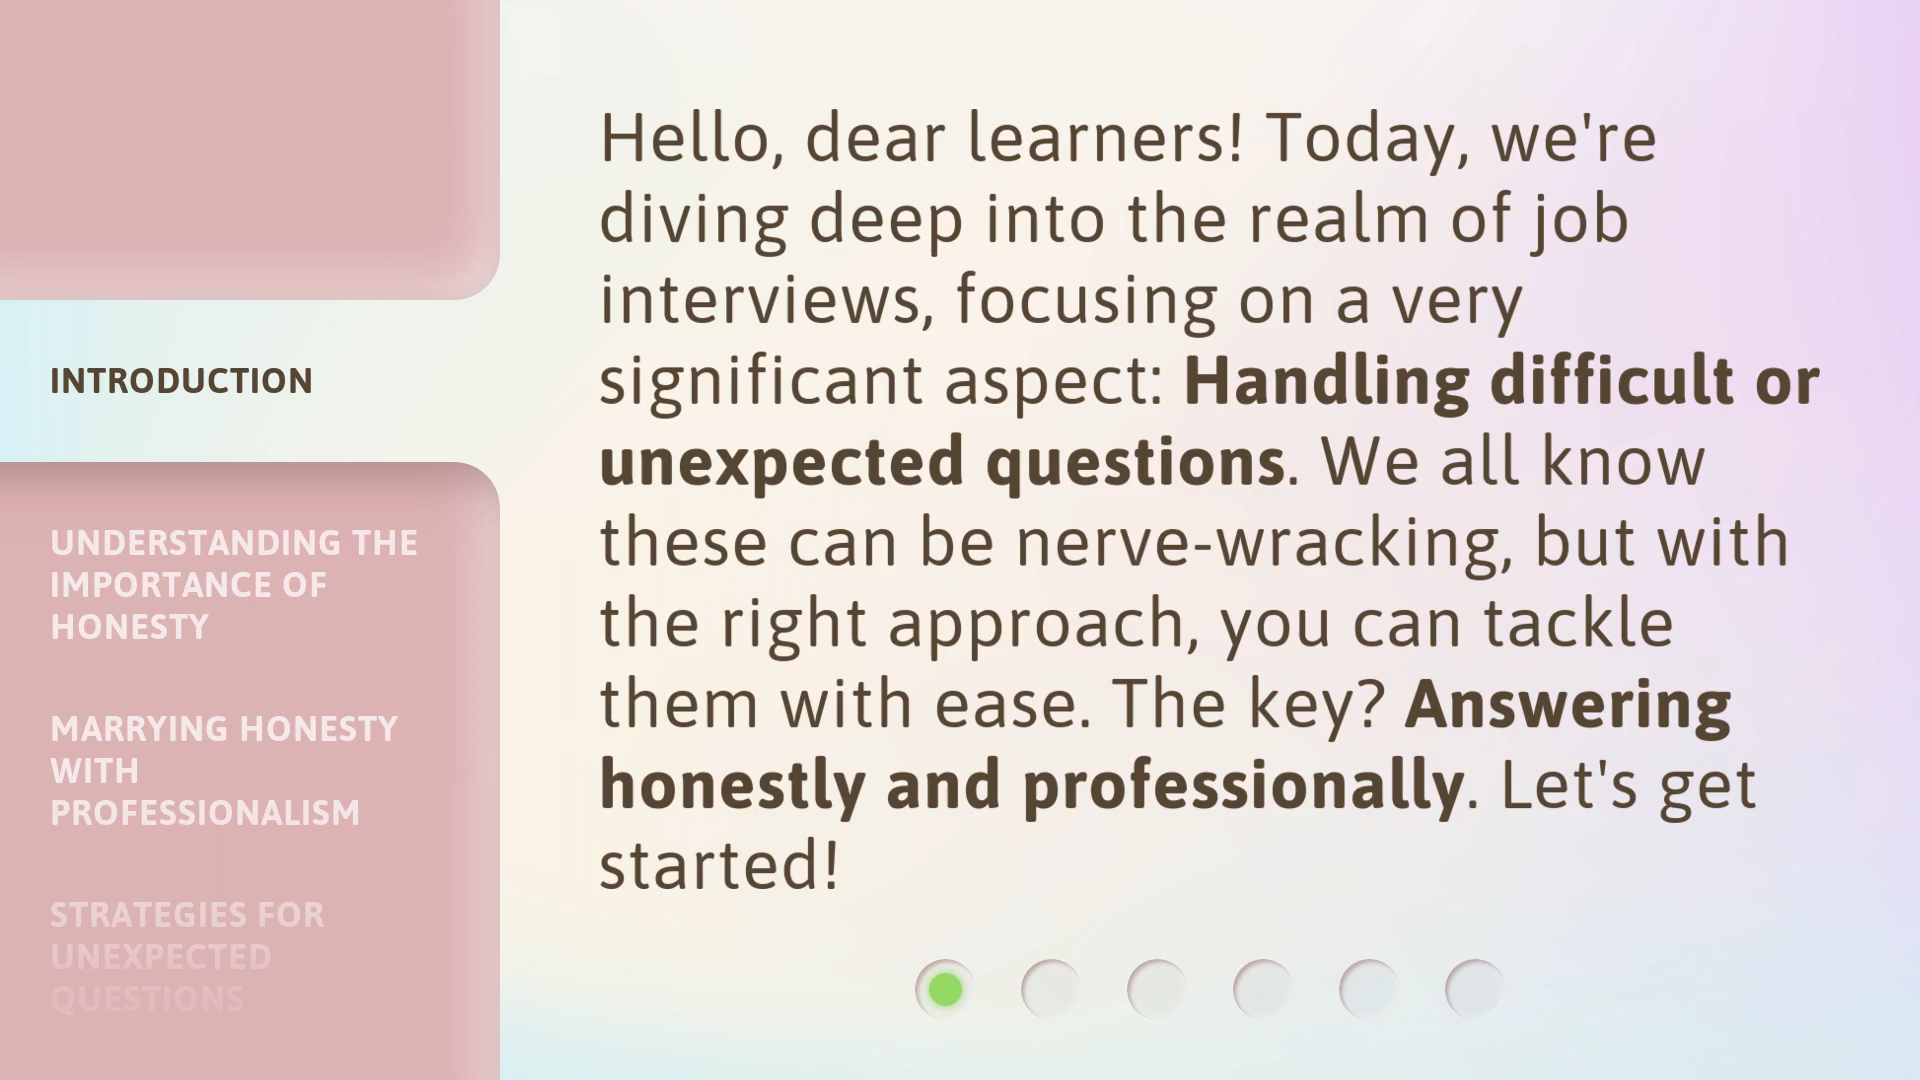 INTRODUCTION
UNDERSTANDING THE
IMPORTANCE OF
HONESTY
MARRYING HONESTY
WITH
PROFESSIONALISM
STRATEGIES FOR
UNEXPECTED
QUESTIONS
Hello, dear learners! Today, we're
diving deep into the realm of job
interviews, focusing on a very
significant aspect: Handling difficult or
unexpected questions. We all know
these can be nerve-wracking, but with
the right approach, you can tackle
them with ease. The key? Answering
honestly and professionally. Let's get
started!